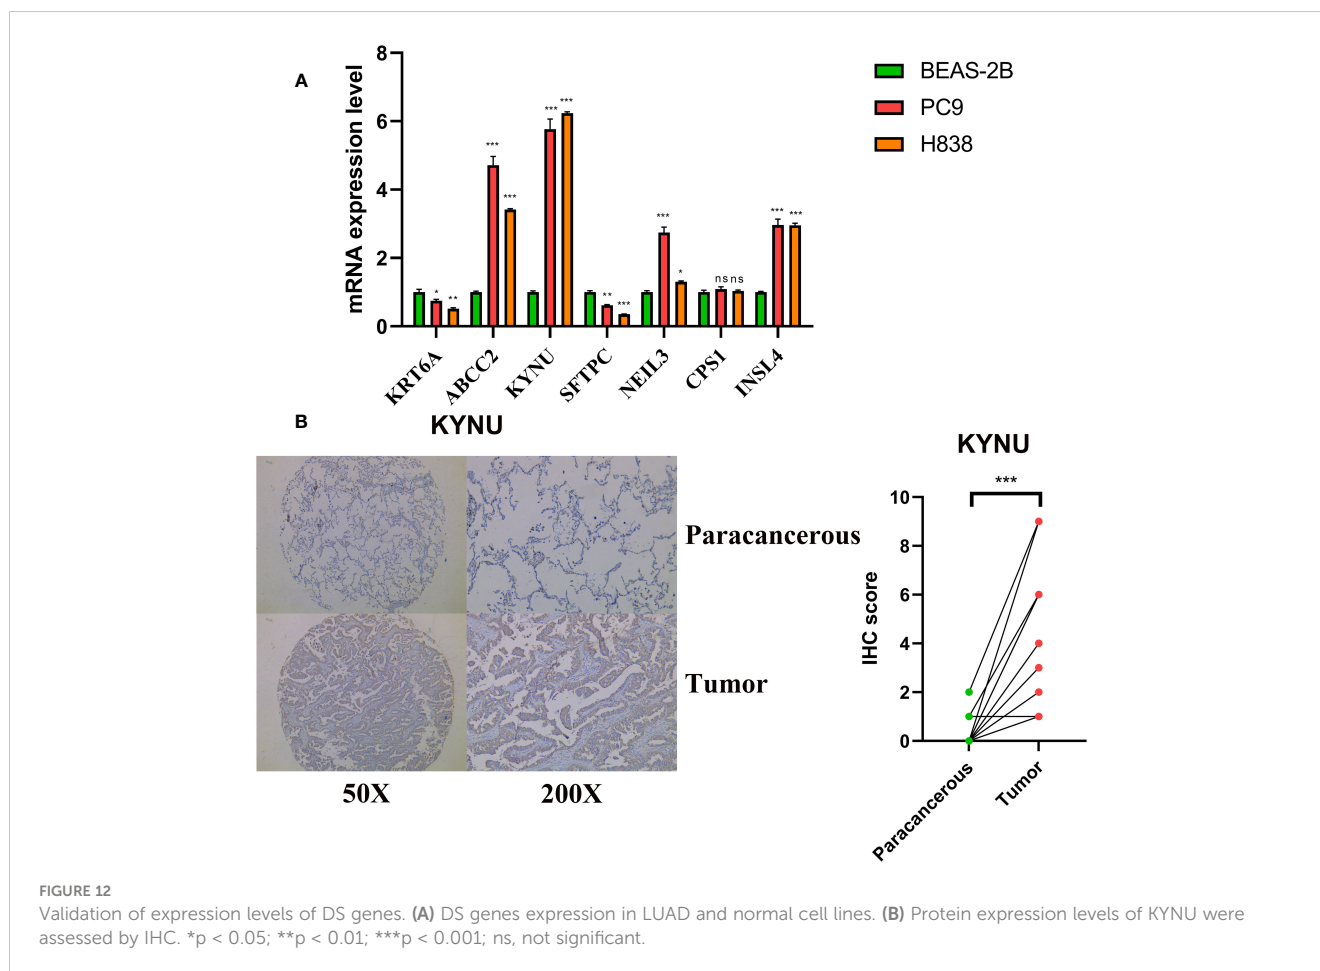 A
mRNA expression level
8
6
4
2
0
*
**
***
***
***
***
**
***
***
*
ns ns
***
***
KRT6A
ABCC2
KYNU
SFTPC
NEIL3
CPS1
INSL4
BEAS-2B
PC9
H838
B
KYNU
Paracancerous
Tumor
50X
200X
KYNU
***
IHC score
10
8
6
4
2
0
Paracancerous
Tumor
FIGURE 12
Validation of expression levels of DS genes. (A) DS genes expression in LUAD and normal cell lines. (B) Protein expression levels of KYNU were
assessed by IHC. *p < 0.05; **p < 0.01; ***p < 0.001; ns, not significant.